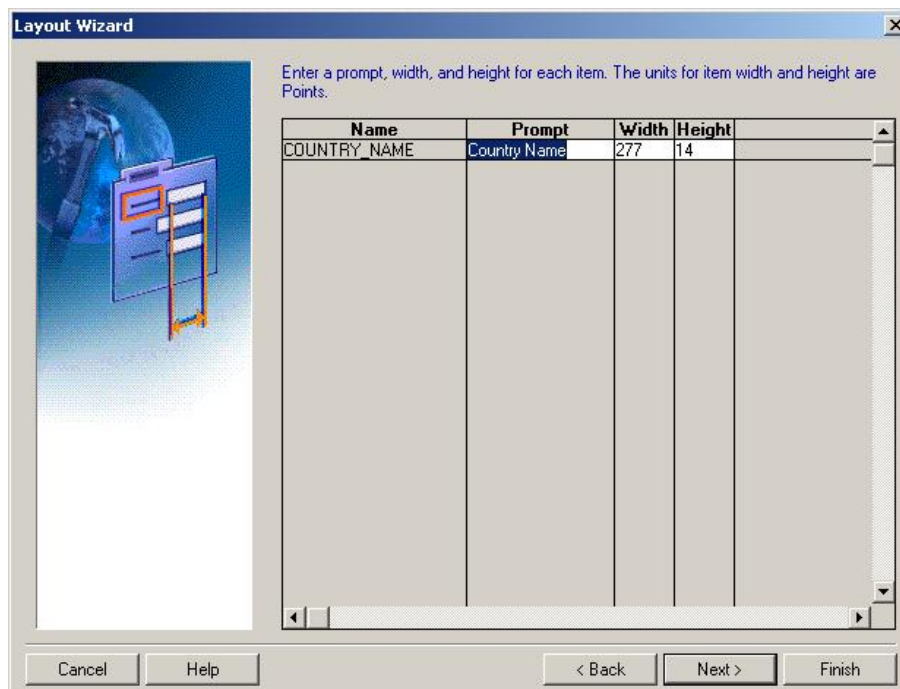 Layout Wizard
Enter a prompt, width, and height for each item. The units for item width and height are
Points.
Name Prompt Width Height
COUNTRY_NAME Country Name 277 14
Cancel Help < Back Next > Finish